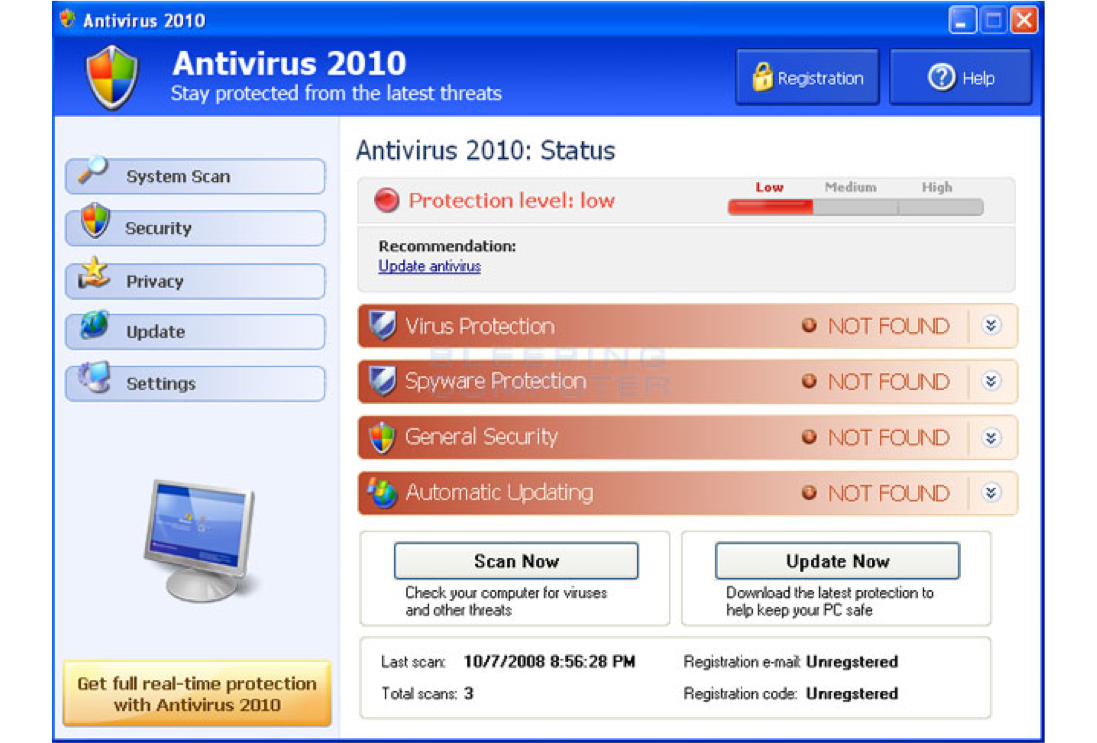 Antivirus 2010
Antivirus 2010
Stay protected from the latest threats
Registration
Help
System Scan
Security
Privacy
Update
Settings
Get full real-time protection
with Antivirus 2010
Antivirus 2010: Status
Protection level: low
Low Medium High
Recommendation:
Update antivirus
Virus Protection NOT FOUND
BLEEPING
COMPUTER
Spyware Protection NOT FOUND
General Security NOT FOUND
Automatic Updating NOT FOUND
Scan Now
Check your computer for viruses
and other threats
Update Now
Download the latest protection to
help keep your PC safe
Last scan: 10/7/2008 8:56:28 PM
Registration e-mail: Unregstered
Total scans: 3
Registration code: Unregstered